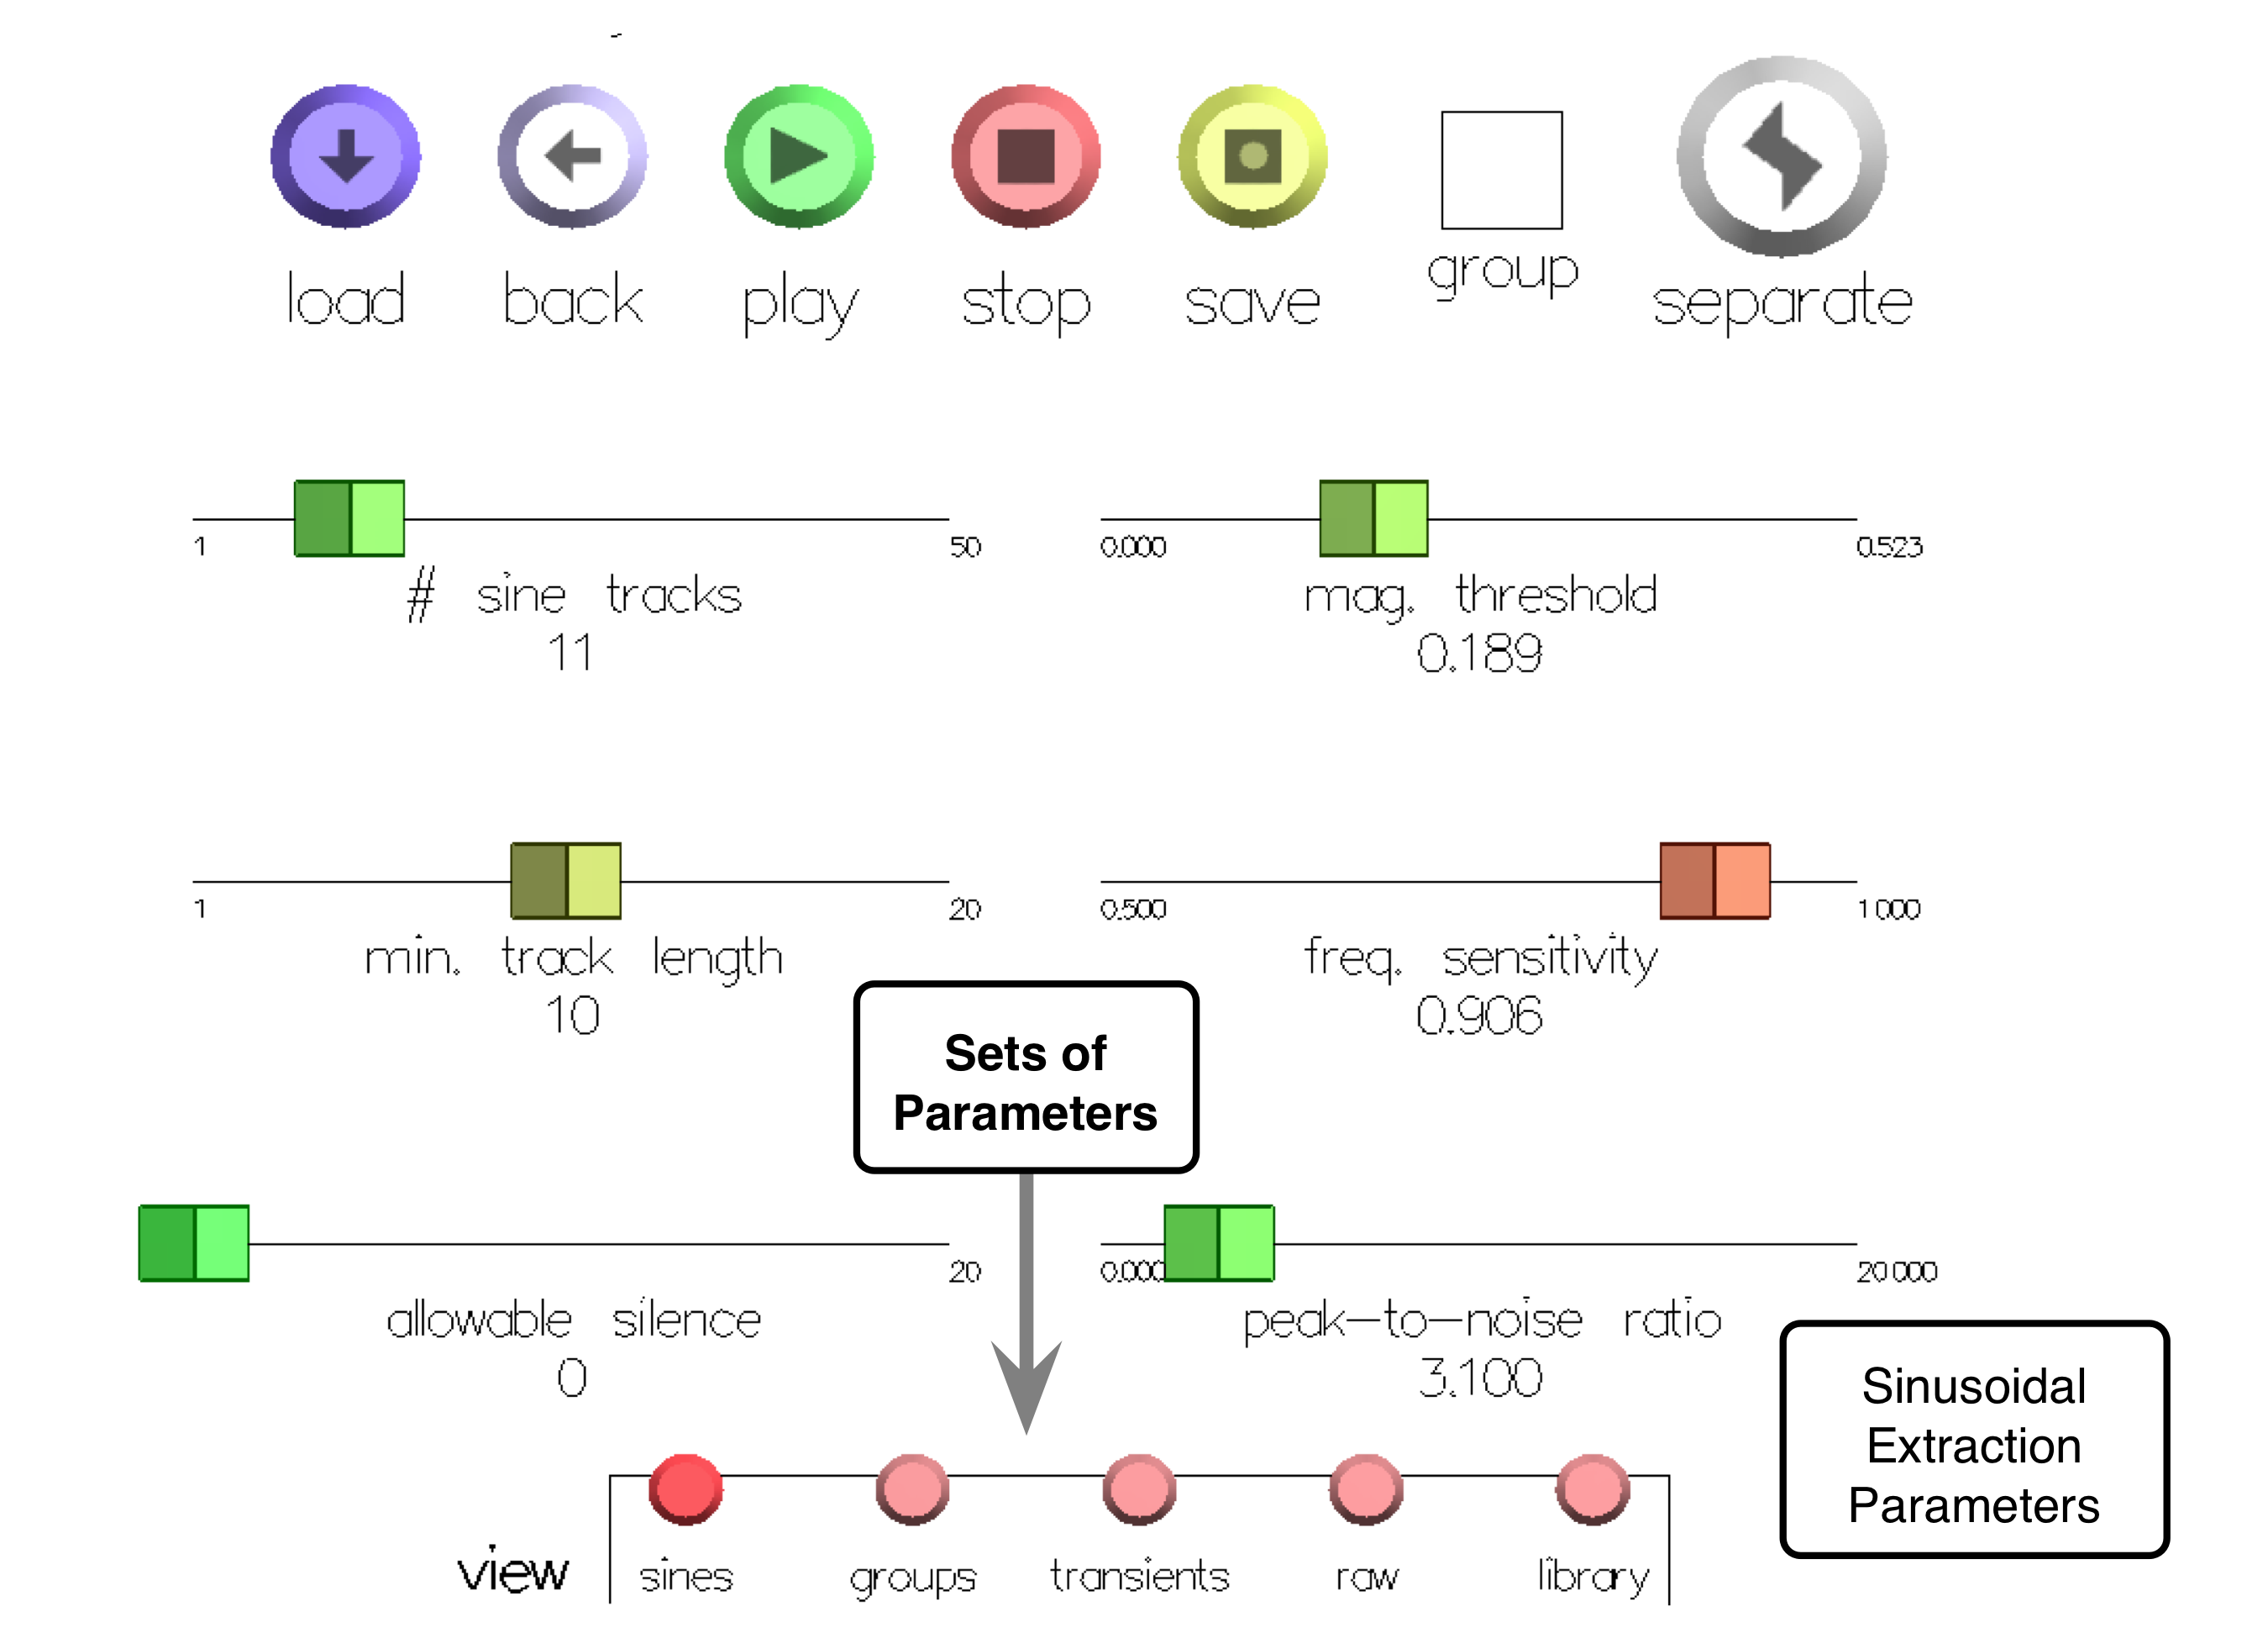 load back play stop save group separate
1 50 0.000 0.523
# sine tracks mag. threshold
11 0.189
1 20 0.500 1 000
min. track length freq. sensitivity
10 0.906
Sets of
Parameters
20 0.000 20 000
allowable silence peak-to-noise ratio
0 3.100
Sinusoidal
Extraction
Parameters
view sines groups transients raw library